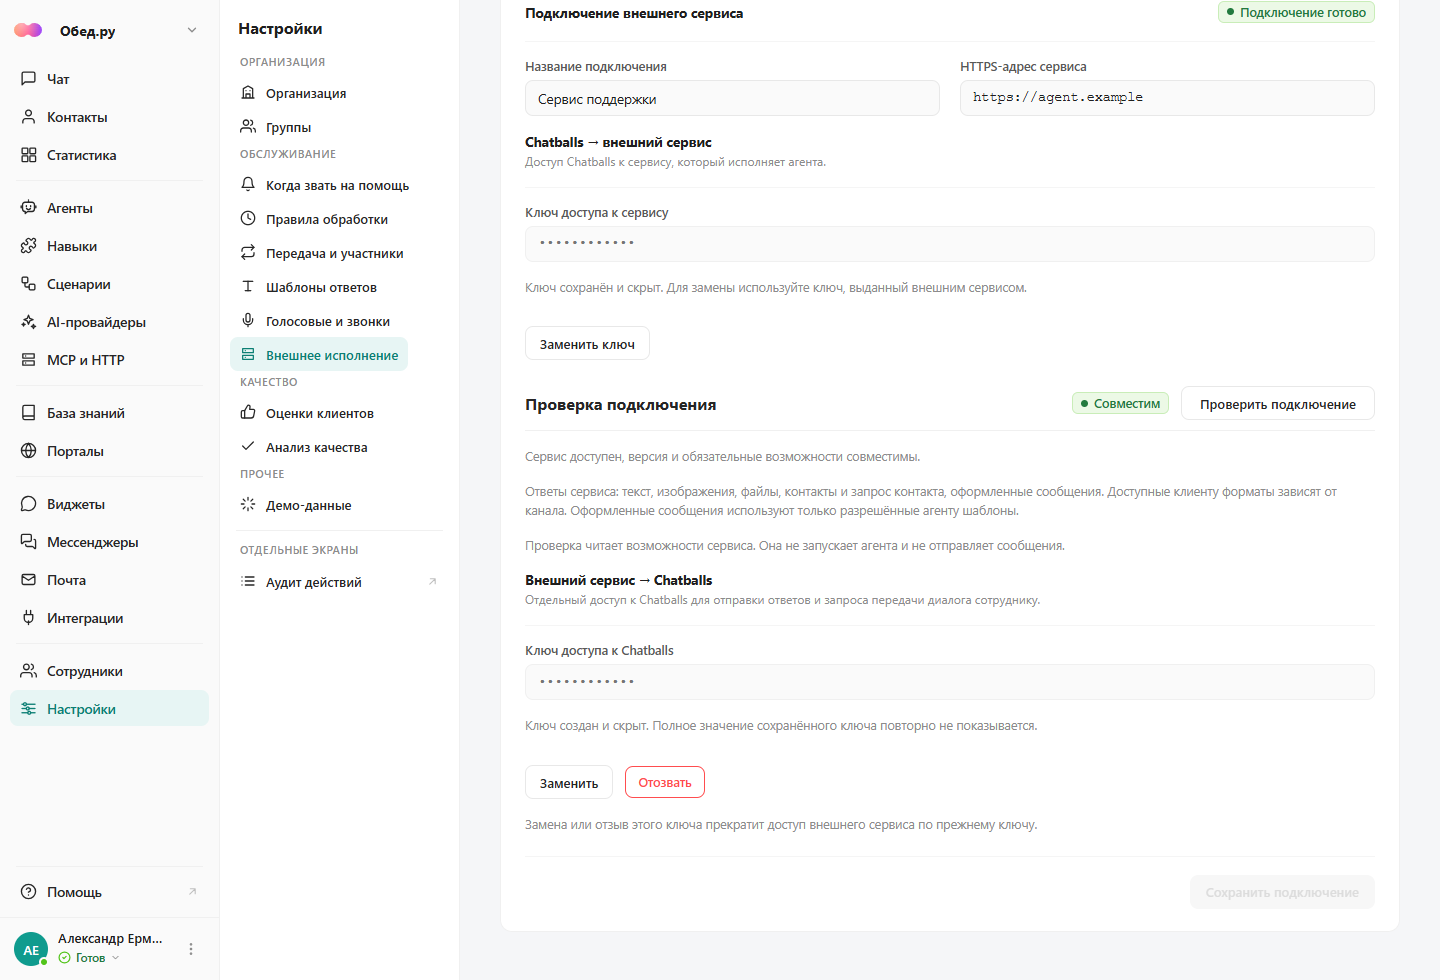 Обед.ру
Чат
Контакты
Статистика
Агенты
Навыки
Сценарии
AI-провайдеры
MCP и HTTP
База знаний
Порталы
Виджеты
Мессенджеры
Почта
Интеграции
Сотрудники
Настройки
Помощь
АЕ
Александр Ерм...
Готов
Настройки
ОРГАНИЗАЦИЯ
Организация
Группы
ОБСЛУЖИВАНИЕ
Когда звать на помощь
Правила обработки
Передача и участники
Шаблоны ответов
Голосовые и звонки
Внешнее исполнение
КАЧЕСТВО
Оценки клиентов
Анализ качества
ПРОЧЕЕ
Демо-данные
ОТДЕЛЬНЫЕ ЭКРАНЫ
Аудит действий
Подключение внешнего сервиса
Подключение готово
Название подключения
Сервис поддержки
HTTPS-адрес сервиса
https://agent.example
Chatballs → внешний сервис
Доступ Chatballs к сервису, который исполняет агента.
Ключ доступа к сервису
••••••••••••
Ключ сохранён и скрыт. Для замены используйте ключ, выданный внешним сервисом.
Заменить ключ
Проверка подключения
Совместим
Проверить подключение
Сервис доступен, версия и обязательные возможности совместимы.
Ответы сервиса: текст, изображения, файлы, контакты и запрос контакта, оформленные сообщения. Доступные клиенту форматы зависят от
канала. Оформленные сообщения используют только разрешённые агенту шаблоны.
Проверка читает возможности сервиса. Она не запускает агента и не отправляет сообщения.
Внешний сервис → Chatballs
Отдельный доступ к Chatballs для отправки ответов и запроса передачи диалога сотруднику.
Ключ доступа к Chatballs
••••••••••••
Ключ создан и скрыт. Полное значение сохранённого ключа повторно не показывается.
Заменить
Отозвать
Замена или отзыв этого ключа прекратит доступ внешнего сервиса по прежнему ключу.
Сохранить подключение